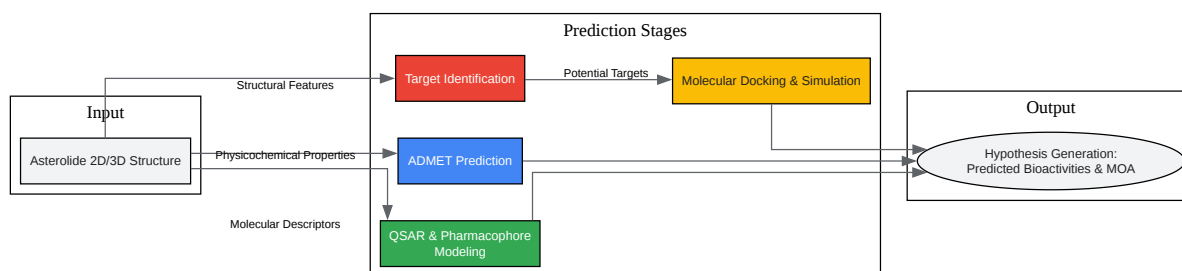 Prediction Stages
Target Identification
Potential Targets
Molecular Docking & Simulation
Structural Features
Input
Output
Asterolide 2D/3D Structure
Physicochemical Properties
ADMET Prediction
Hypothesis Generation:
Predicted Bioactivities & MOA
Molecular Descriptors
QSAR & Pharmacophore
Modeling